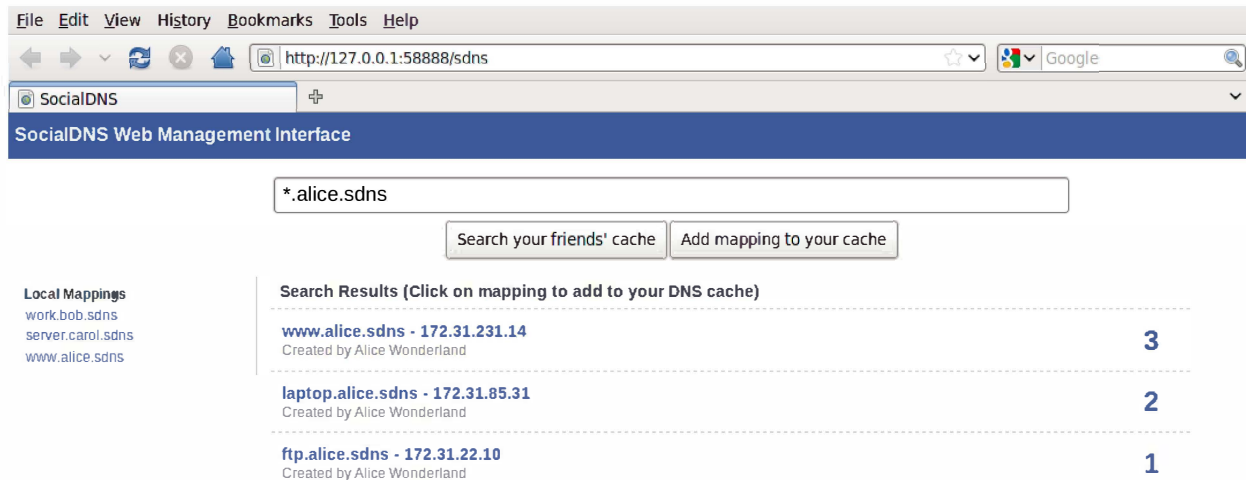 File Edit View History Bookmarks Tools Help
http://127.0.0.1:58888/sdns
Google
SocialDNS
SocialDNS Web Management Interface
*.alice.sdns
Search your friends' cache
Add mapping to your cache
Local Mappings
work.bob.sdns
server.carol.sdns
www.alice.sdns
Search Results (Click on mapping to add to your DNS cache)
www.alice.sdns - 172.31.231.14
3
Created by Alice Wonderland
laptop.alice.sdns - 172.31.85.31
2
Created by Alice Wonderland
ftp.alice.sdns - 172.31.22.10
1
Created by Alice Wonderland